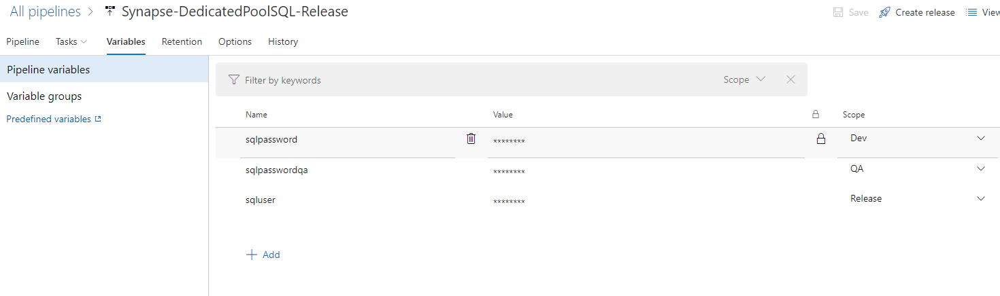 All pipelines > Synapse-DedicatedPoolSQL-Release
Save Create release View
Pipeline Tasks Variables Retention Options History
Pipeline variables
Variable groups
Predefined variables
Filter by keywords Scope
Name Value Scope
sqlpassword ******** Dev
sqlpasswordqa ******** QA
sqluser ******** Release
Add